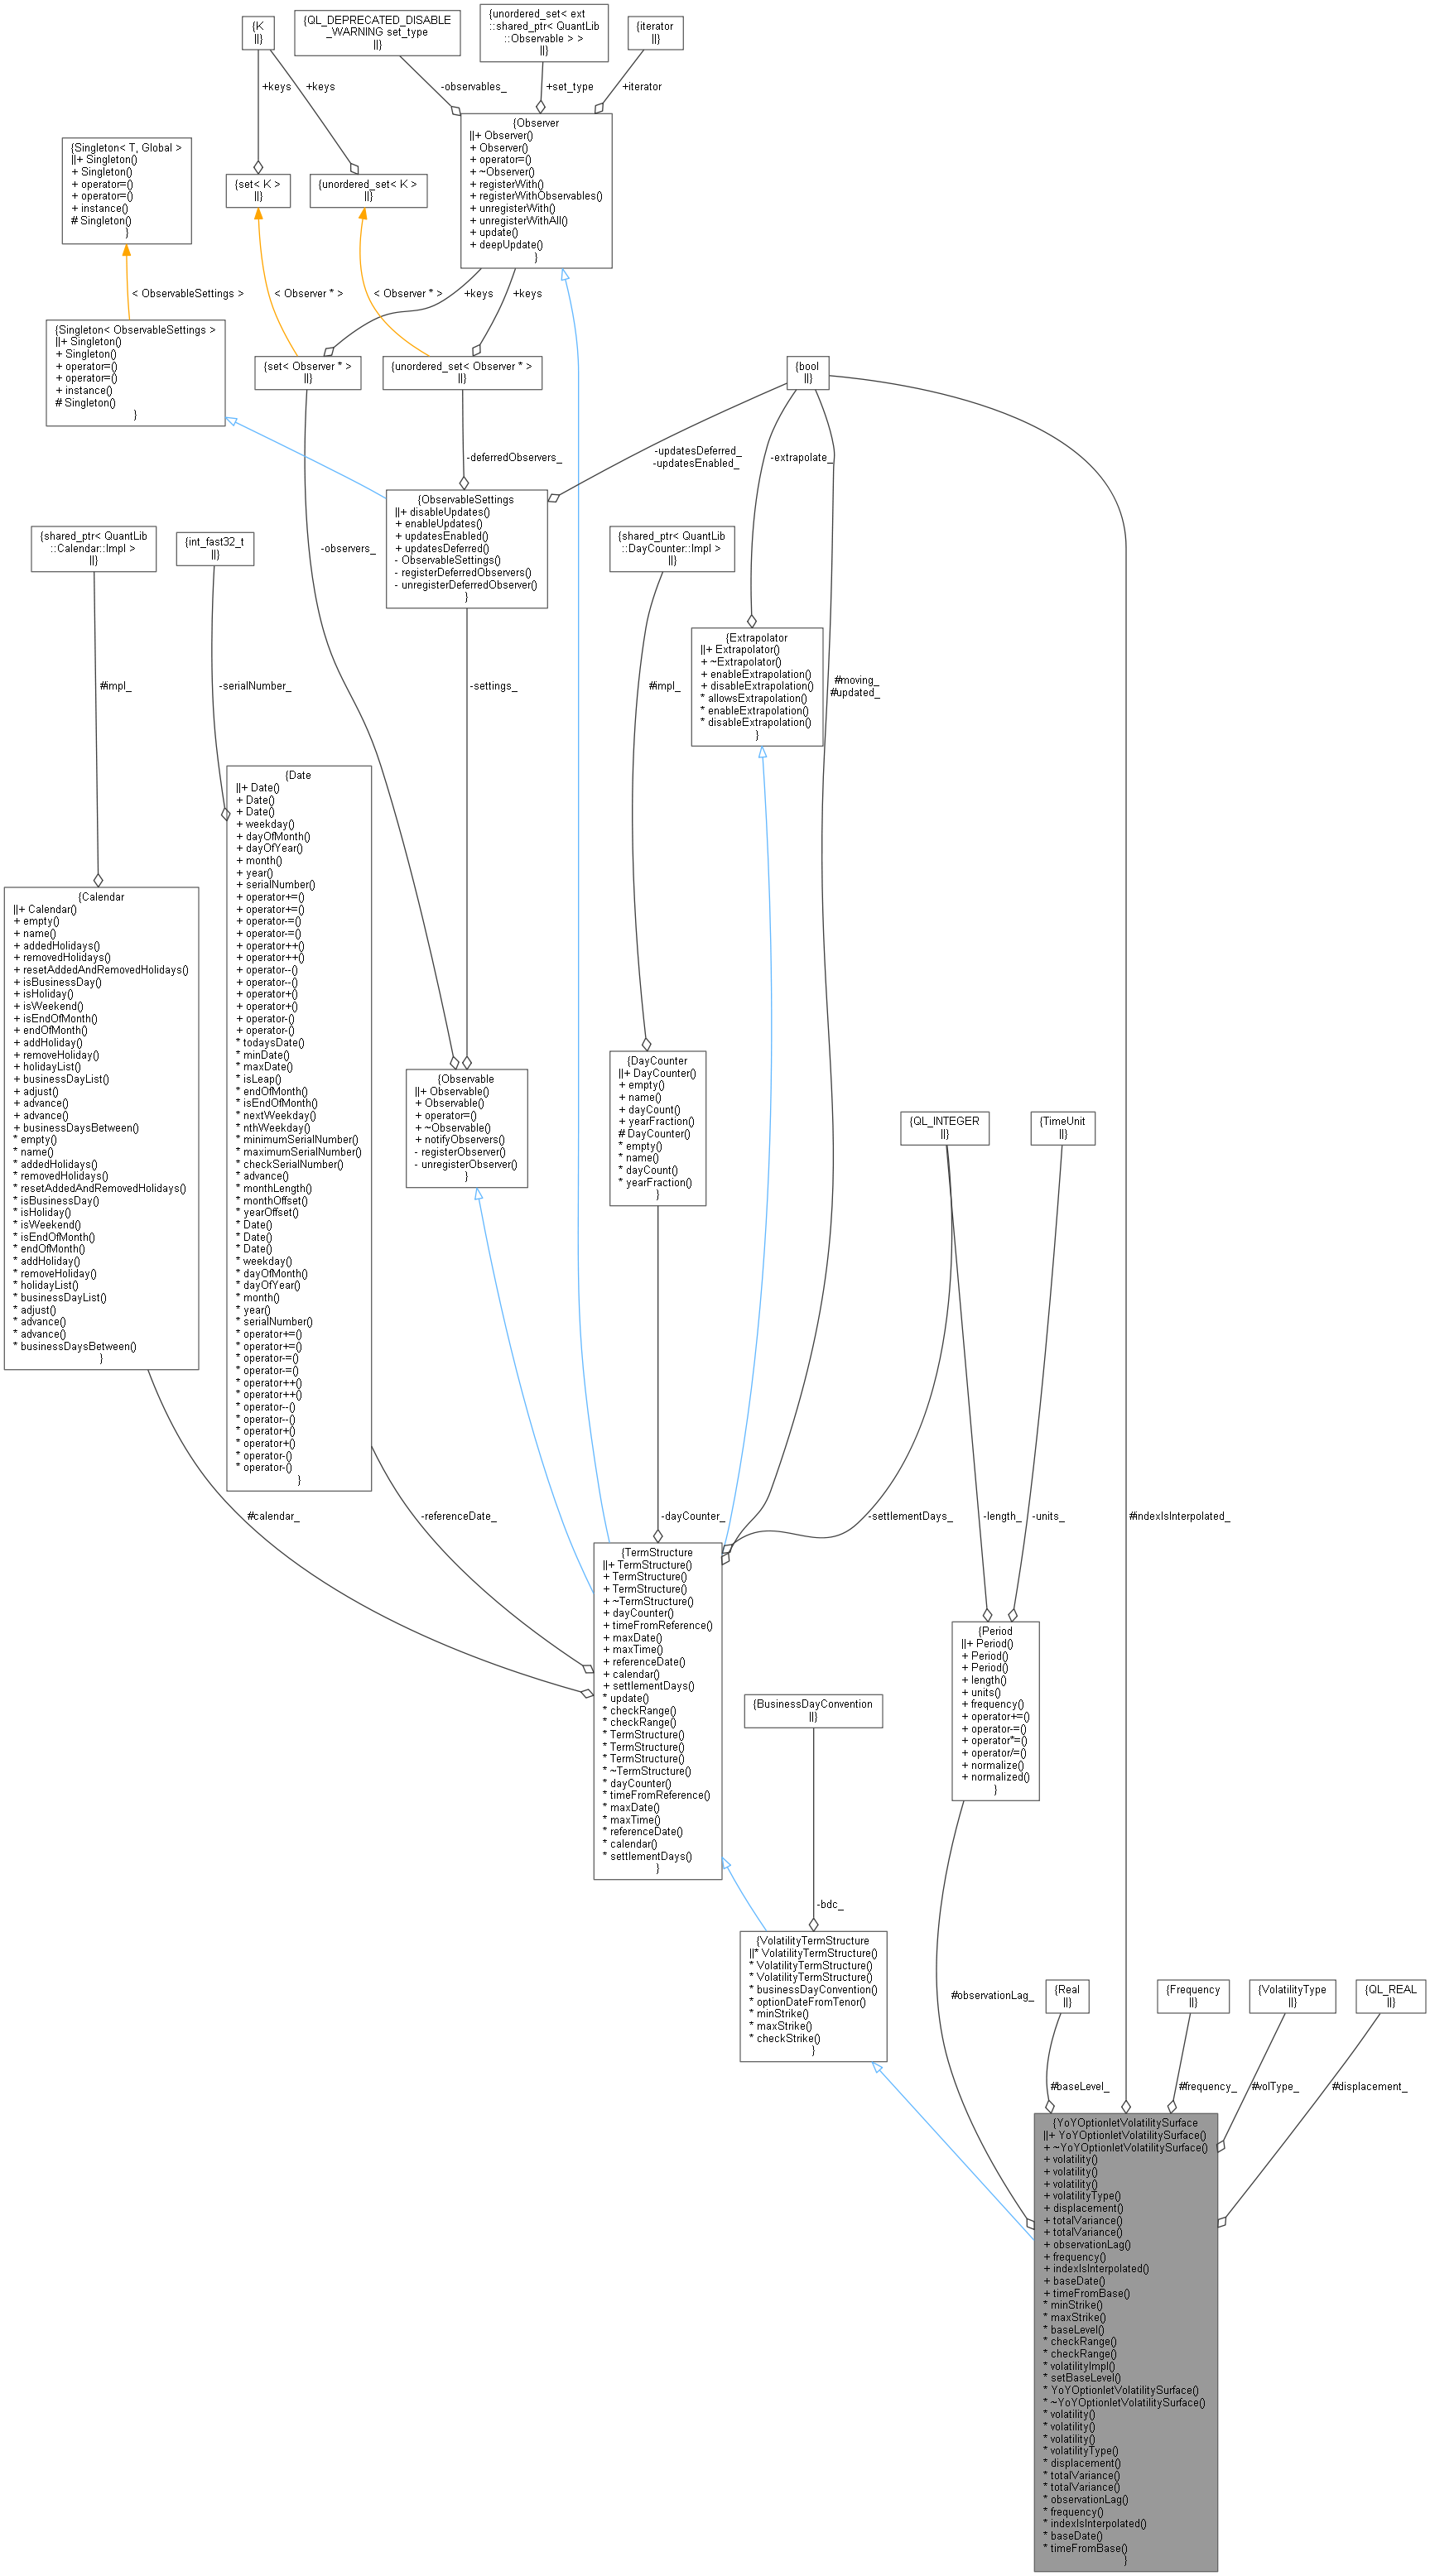 {K
||}
{QL_DEPRECATED_DISABLE
_WARNING set_type
||}
{unordered_set< ext
::shared_ptr< QuantLib
::Observable > >
||}
{iterator
||}
+keys
+keys
-observables_
+set_type
+iterator
{Singleton< T, Global >
||+ Singleton()
+ Singleton()
+ operator=()
+ operator=()
+ instance()
# Singleton()
}
{set< K >
||}
{unordered_set< K >
||}
{Observer
||+ Observer()
+ Observer()
+ operator=()
+ ~Observer()
+ registerWith()
+ registerWithObservables()
+ unregisterWith()
+ unregisterWithAll()
+ update()
+ deepUpdate()
}
< ObservableSettings >
< Observer * >
< Observer * >
+keys
+keys
{Singleton< ObservableSettings >
||+ Singleton()
+ Singleton()
+ operator=()
+ operator=()
+ instance()
# Singleton()
}
{set< Observer * >
||}
{unordered_set< Observer * >
||}
{bool
||}
-deferredObservers_
-updatesDeferred_
-updatesEnabled_
-extrapolate_
{ObservableSettings
||+ disableUpdates()
+ enableUpdates()
+ updatesEnabled()
+ updatesDeferred()
- ObservableSettings()
- registerDeferredObservers()
- unregisterDeferredObserver()
}
{shared_ptr< QuantLib
::Calendar::Impl >
||}
{int_fast32_t
||}
-observers_
{shared_ptr< QuantLib
::DayCounter::Impl >
||}
{Extrapolator
||+ Extrapolator()
+ ~Extrapolator()
+ enableExtrapolation()
+ disableExtrapolation()
* allowsExtrapolation()
* enableExtrapolation()
* disableExtrapolation()
}
#impl_
-serialNumber_
-settings_
#impl_
#moving_
#updated_
{Date
||+ Date()
+ Date()
+ Date()
+ weekday()
+ dayOfMonth()
+ dayOfYear()
+ month()
+ year()
+ serialNumber()
+ operator+=()
+ operator+=()
+ operator-=()
+ operator-=()
+ operator++()
+ operator++()
+ operator--()
+ operator--()
+ operator+()
+ operator+()
+ operator-()
+ operator-()
* todaysDate()
* minDate()
* maxDate()
* isLeap()
* endOfMonth()
* isEndOfMonth()
* nextWeekday()
* nthWeekday()
* minimumSerialNumber()
* maximumSerialNumber()
* checkSerialNumber()
* advance()
* monthLength()
* monthOffset()
* yearOffset()
* Date()
* Date()
* Date()
* weekday()
* dayOfMonth()
* dayOfYear()
* month()
* year()
* serialNumber()
* operator+=()
* operator+=()
* operator-=()
* operator-=()
* operator++()
* operator++()
* operator--()
* operator--()
* operator+()
* operator+()
* operator-()
* operator-()
}
{Calendar
||+ Calendar()
+ empty()
+ name()
+ addedHolidays()
+ removedHolidays()
+ resetAddedAndRemovedHolidays()
+ isBusinessDay()
+ isHoliday()
+ isWeekend()
+ isEndOfMonth()
+ endOfMonth()
+ addHoliday()
+ removeHoliday()
+ holidayList()
+ businessDayList()
+ adjust()
+ advance()
+ advance()
+ businessDaysBetween()
* empty()
* name()
* addedHolidays()
* removedHolidays()
* resetAddedAndRemovedHolidays()
* isBusinessDay()
* isHoliday()
* isWeekend()
* isEndOfMonth()
* endOfMonth()
* addHoliday()
* removeHoliday()
* holidayList()
* businessDayList()
* adjust()
* advance()
* advance()
* businessDaysBetween()
}
{Observable
||+ Observable()
+ Observable()
+ operator=()
+ ~Observable()
+ notifyObservers()
- registerObserver()
- unregisterObserver()
}
{DayCounter
||+ DayCounter()
+ empty()
+ name()
+ dayCount()
+ yearFraction()
# DayCounter()
* empty()
* name()
* dayCount()
* yearFraction()
}
{QL_INTEGER
||}
{TimeUnit
||}
#calendar_
-referenceDate_
-dayCounter_
-settlementDays_
-length_
-units_
#indexIsInterpolated_
{TermStructure
||+ TermStructure()
+ TermStructure()
+ TermStructure()
+ ~TermStructure()
+ dayCounter()
+ timeFromReference()
+ maxDate()
+ maxTime()
+ referenceDate()
+ calendar()
+ settlementDays()
* update()
* checkRange()
* checkRange()
* TermStructure()
* TermStructure()
* TermStructure()
* ~TermStructure()
* dayCounter()
* timeFromReference()
* maxDate()
* maxTime()
* referenceDate()
* calendar()
* settlementDays()
}
{Period
||+ Period()
+ Period()
+ Period()
+ length()
+ units()
+ frequency()
+ operator+=()
+ operator-=()
+ operator*=()
+ operator/=()
+ normalize()
+ normalized()
}
{BusinessDayConvention
||}
-bdc_
{VolatilityTermStructure
||* VolatilityTermStructure()
* VolatilityTermStructure()
* VolatilityTermStructure()
* businessDayConvention()
* optionDateFromTenor()
* minStrike()
* maxStrike()
* checkStrike()
}
#observationLag_
{Real
||}
{Frequency
||}
{VolatilityType
||}
{QL_REAL
||}
#baseLevel_
#frequency_
#volType_
#displacement_
{YoYOptionletVolatilitySurface
||+ YoYOptionletVolatilitySurface()
+ ~YoYOptionletVolatilitySurface()
+ volatility()
+ volatility()
+ volatility()
+ volatilityType()
+ displacement()
+ totalVariance()
+ totalVariance()
+ observationLag()
+ frequency()
+ indexIsInterpolated()
+ baseDate()
+ timeFromBase()
* minStrike()
* maxStrike()
* baseLevel()
* checkRange()
* checkRange()
* volatilityImpl()
* setBaseLevel()
* YoYOptionletVolatilitySurface()
* ~YoYOptionletVolatilitySurface()
* volatility()
* volatility()
* volatility()
* volatilityType()
* displacement()
* totalVariance()
* totalVariance()
* observationLag()
* frequency()
* indexIsInterpolated()
* baseDate()
* timeFromBase()
}